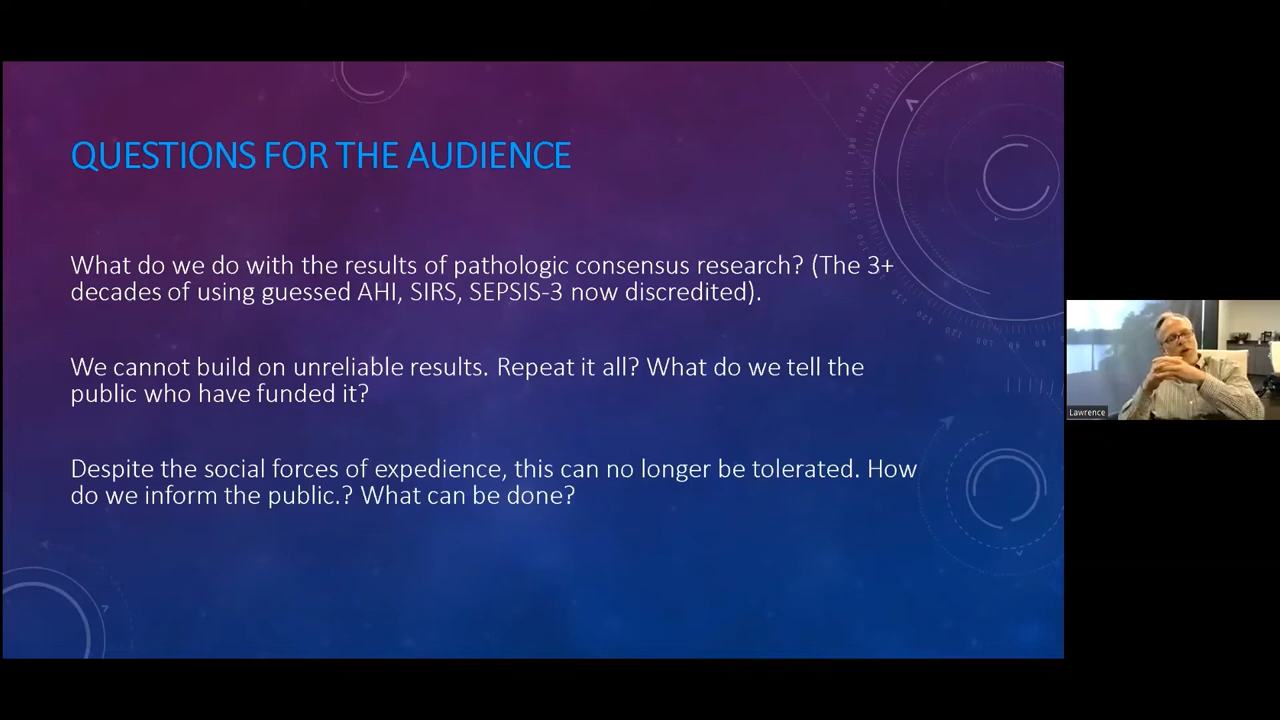 QUESTIONS FOR THE AUDIENCE
What do we do with the results of pathologic consensus research? (The 3+
decades of using guessed AHI, SIRS, SEPSIS-3 now discredited).
We cannot build on unreliable results. Repeat it all? What do we tell the
public who have funded it?
Despite the social forces of expedience, this can no longer be tolerated. How
do we inform the public.? What can be done?
Lawrence